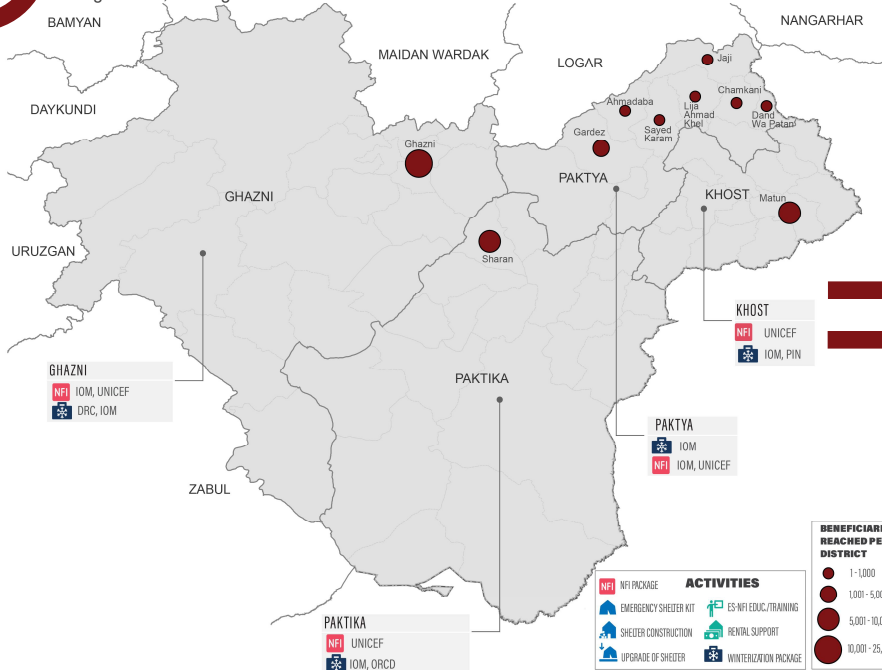 BAMYAN
NANGARHAR
MAIDAN WARDAK
LOGAR
Jaji
DAYKUNDI
Chamkani
Ahmadaba
Lija
Ahmad
Khel
Dand
Wa Patan
Sayed
Karam
Gardez
Ghazni
PAKTYA
GHAZNI
KHOST
Matun
URUZGAN
Sharan
KHOST
NFI UNICEF
IOM, PIN
GHAZNI
NFI IOM, UNICEF
DRC, IOM
PAKTIKA
PAKTYA
IOM
NFI IOM, UNICEF
ZABUL
PAKTIKA
NFI UNICEF
IOM, ORCD
ACTIVITIES
NFI NFI PACKAGE
EMERGENCY SHELTER KIT
SHELTER CONSTRUCTION
UPGRADE OF SHELTER
ES-NFI EDUC./TRAINING
RENTAL SUPPORT
WINTERIZATION PACKAGE
BENEFICIARI
REACHED PE
DISTRICT
1 - 1,000
1,001 - 5,00
5,001 - 10,0
10,001 - 25,